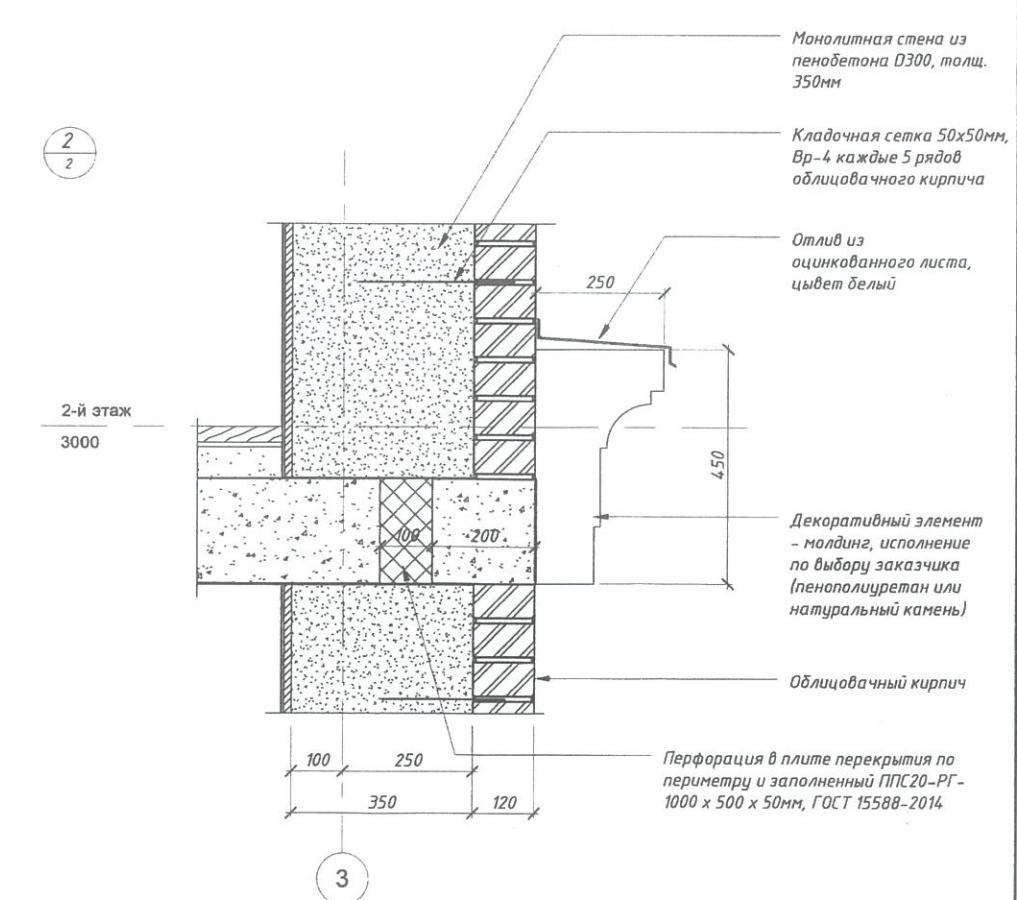 Монолитная стена из
пенобетона D300, толщ.
350мм
2
2
Кладочная сетка 50х50мм,
Вр-4 каждые 5 рядов
облицовачного кирпича
Отлив из
оцинкованного листа,
цывет белый
250
2-й этаж
3000
450
100
200
Декоративный элемент
- молдинг, исполнение
по выбору заказчика
(пенополиуретан или
натуральный камень)
Облицовачный кирпич
100
250
Перфорация в плите перекрытия по
периметру и заполненный ППС20-РГ-
1000 х 500 х 50мм, ГОСТ 15588-2014
350
120
3